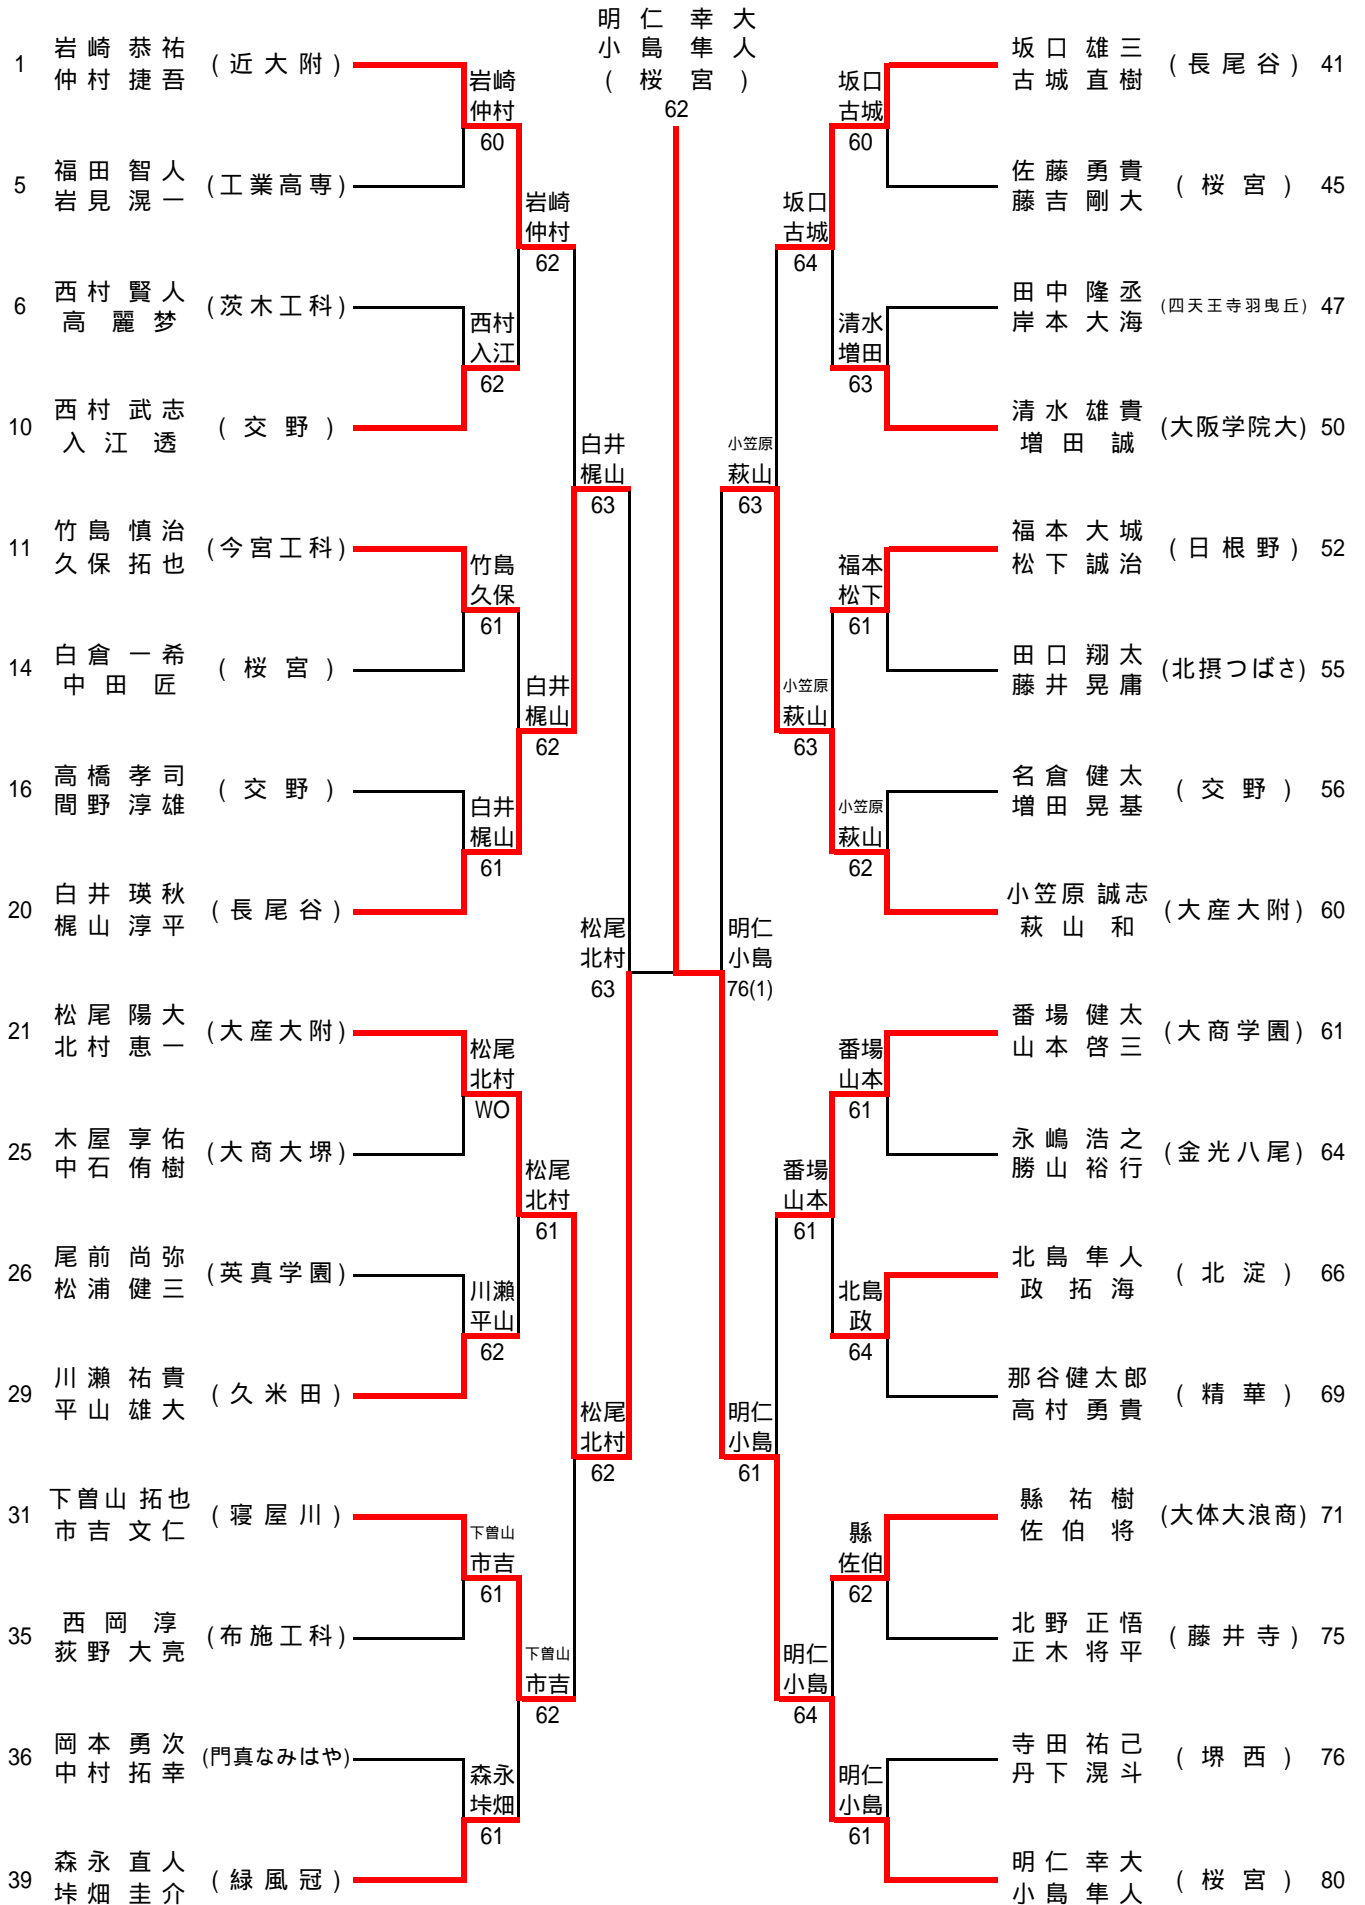 明仁 幸大
小島 隼人
(桜宮)
62
1 岩崎 恭祐 (近大附)
仲村 捷吾
岩崎
仲村
60
5 福田 智人 (工業高専)
岩見 滉一
岩崎
仲村
62
6 西村 賢人 (茨木工科)
高 麗梦
西村
入江
62
10 西村 武志 (交野)
入江 透
白井
梶山
63
11 竹島 慎治 (今宮工科)
久保 拓也
竹島
久保
61
14 白倉 一希 (桜宮)
中田 匠
白井
梶山
62
16 高橋 孝司 (交野)
間野 淳雄
白井
梶山
61
20 白井 瑛秋 (長尾谷)
梶山 淳平
松尾
北村
63
21 松尾 陽大 (大産大附)
北村 恵一
松尾
北村
WO
25 木屋 享佑 (大商大堺)
中石 侑樹
松尾
北村
61
26 尾前 尚弥 (英真学園)
松浦 健三
川瀬
平山
62
29 川瀬 祐貴 (久米田)
平山 雄大
松尾
北村
62
31 下曽山 拓也 (寝屋川)
市吉 文仁
下曽山
市吉
61
35 西岡 淳 (布施工科)
荻野 大亮
下曽山
市吉
62
36 岡本 勇次 (門真なみはや)
中村 拓幸
森永
垰畑
61
39 森永 直人 (緑風冠)
垰畑 圭介
坂口 雄三 (長尾谷) 41
古城 直樹
坂口
古城
60
佐藤 勇貴 (桜宮) 45
藤吉 剛大
坂口
古城
64
田中 隆丞 (四天王寺羽曳丘) 47
岸本 大海
清水
増田
63
清水 雄貴 (大阪学院大) 50
増田 誠
小笠原
萩山
63
福本 大城 (日根野) 52
松下 誠治
福本
松下
61
田口 翔太 (北摂つばさ) 55
藤井 晃庸
小笠原
萩山
63
名倉 健太 (交野) 56
増田 晃基
小笠原
萩山
62
小笠原 誠志 (大産大附) 60
萩山 和
明仁
小島
76(1)
番場 健太 (大商学園) 61
山本 啓三
番場
山本
61
永嶋 浩之 (金光八尾) 64
勝山 裕行
番場
山本
61
北島 隼人 (北淀) 66
政 拓海
北島
政
64
那谷健太郎 (精華) 69
高村 勇貴
明仁
小島
61
縣 祐樹 (大体大浪商) 71
佐伯 将
縣
佐伯
62
北野 正悟 (藤井寺) 75
正木 将平
明仁
小島
64
寺田 祐己 (堺西) 76
丹下 滉斗
明仁
小島
61
明仁 幸大 (桜宮) 80
小島 隼人